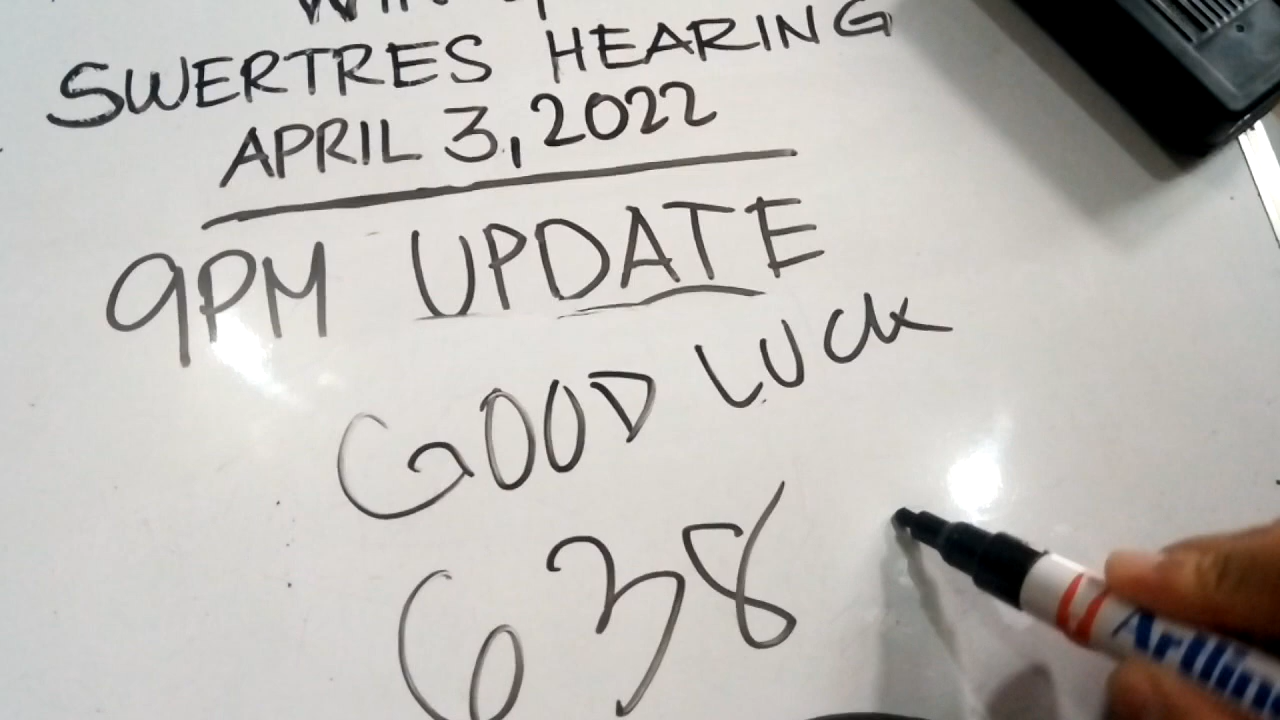 SWERTRES HEARING
APRIL 3, 2022
9PM UPDATE
GOOD LUCK
638